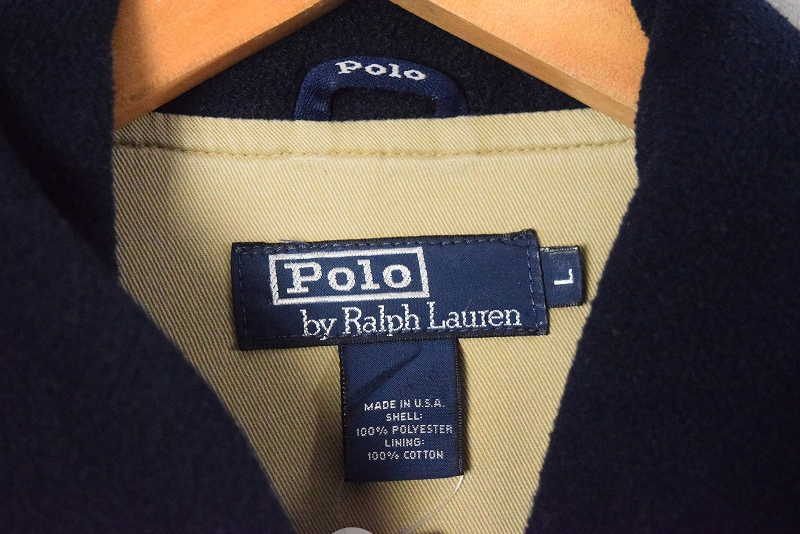 Polo
Polo
by Ralph Lauren
L
MADE IN U.S.A.
SHELL:
100% POLYESTER
LINING:
100% COTTON